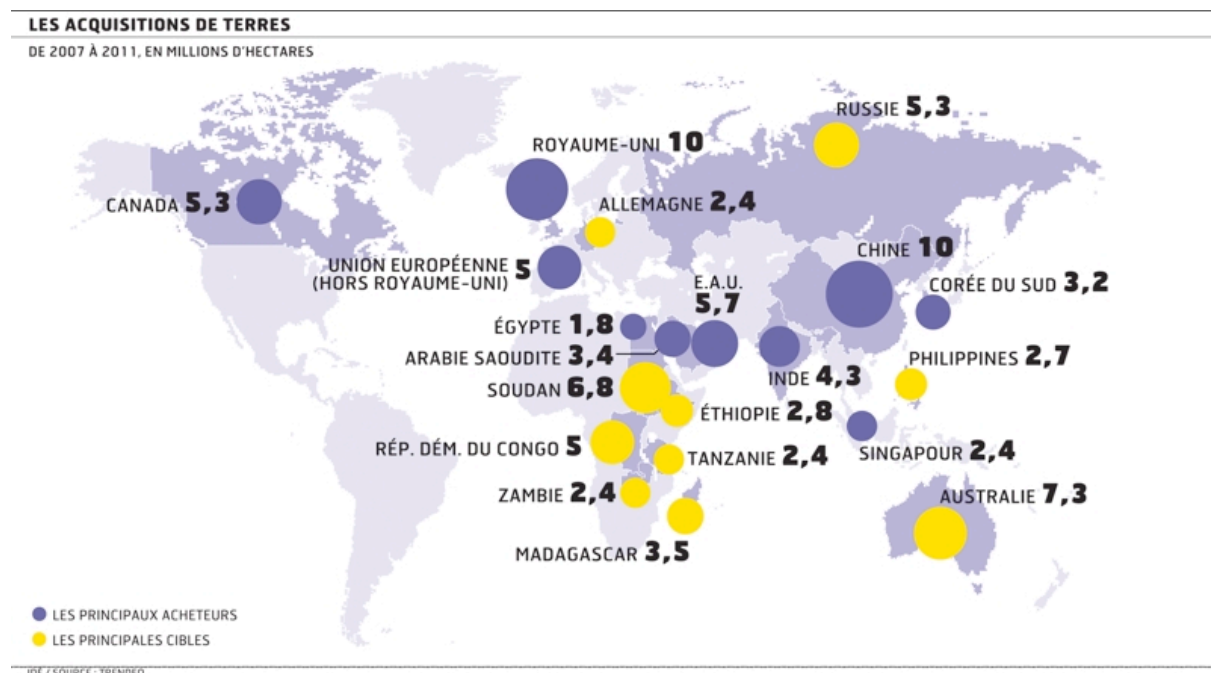 LES ACQUISITIONS DE TERRES
DE 2007 À 2011, EN MILLIONS D'HECTARES
RUSSIE 5,3
ROYAUME-UNI 10
CANADA 5,3
ALLEMAGNE 2,4
CHINE 10
UNION EUROPÉENNE 5
(HORS ROYAUME-UNI)
E.A.U.
5,7
CORÉE DU SUD 3,2
ÉGYPTE 1,8
ARABIE SAOUDITE 3,4
PHILIPPINES 2,7
INDE 4,3
SOUDAN 6,8
ÉTHIOPIE 2,8
RÉP. DÉM. DU CONGO 5
TANZANIE 2,4
SINGAPOUR 2,4
ZAMBIE 2,4
AUSTRALIE 7,3
MADAGASCAR 3,5
LES PRINCIPAUX ACHETEURS
LES PRINCIPALES CIBLES